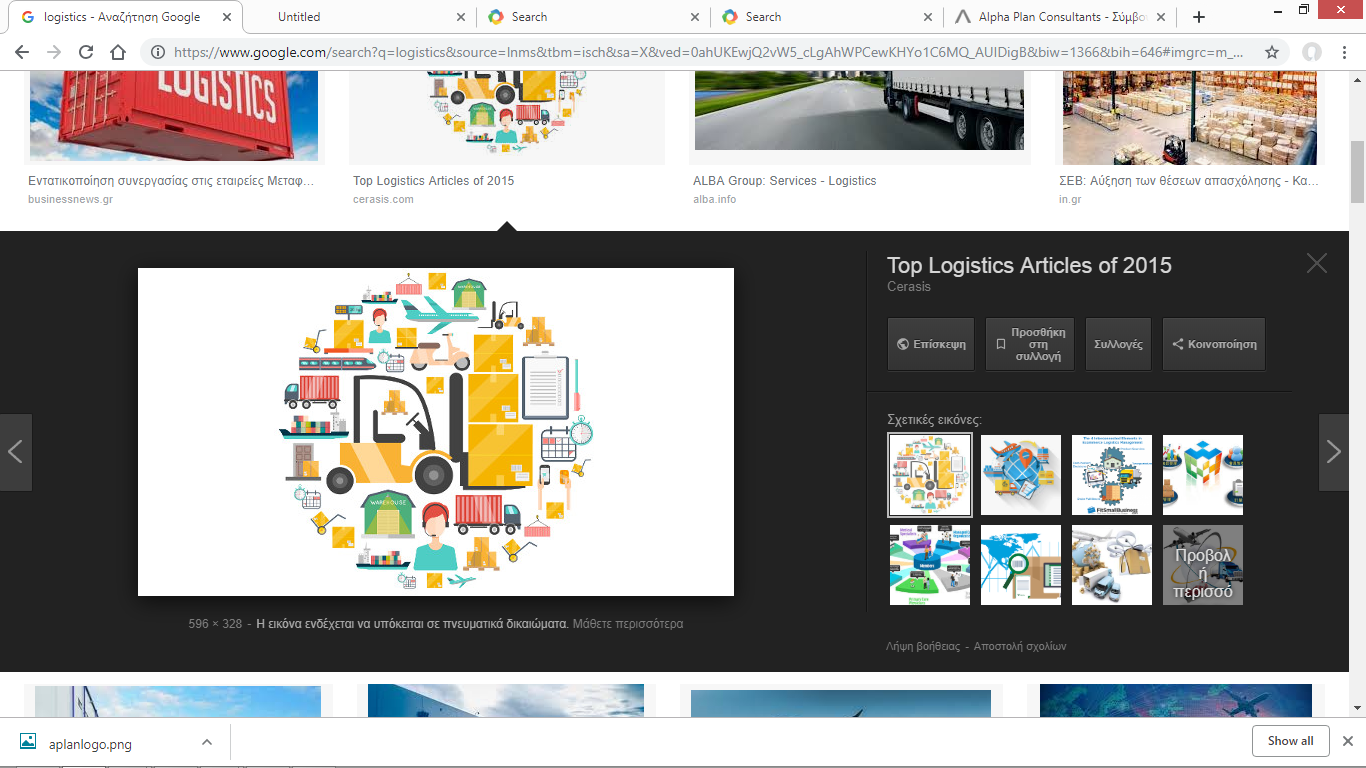 logistics - Αναζήτηση Google
Untitled
Search
Search
Alpha Plan Consultants - Σύμβο
https://www.google.com/search?q=logistics&source=lnms&tbm=isch&sa=X&ved=0ahUKEwjQ2vW5_cLgAhWPCewKHYo1C6MQ_AUIDigB&biw=1366&bih=646#imgrc=m_...
LOGISTICS
Εντατικοποίηση συνεργασίας στις εταιρείες Μεταφ…
businessnews.gr
Top Logistics Articles of 2015
cerasis.com
ALBA Group: Services - Logistics
alba.info
ΣΕΒ: Αύξηση των θέσεων απασχόλησης - Κα…
in.gr
WAREHOUSE
WAREHOUSE
596 × 328 - Η εικόνα ενδέχεται να υπόκειται σε πνευματικά δικαιώματα. Μάθετε περισσότερα
Top Logistics Articles of 2015
Cerasis
Επίσκεψη
Προσθήκη
στη
συλλογή
Συλλογές
Κοινοποίηση
Σχετικές εικόνες:
FitSmallBusiness
Προβολ
ή
περισσό
Λήψη βοήθειας - Αποστολή σχολίων
aplanlogo.png
Show all